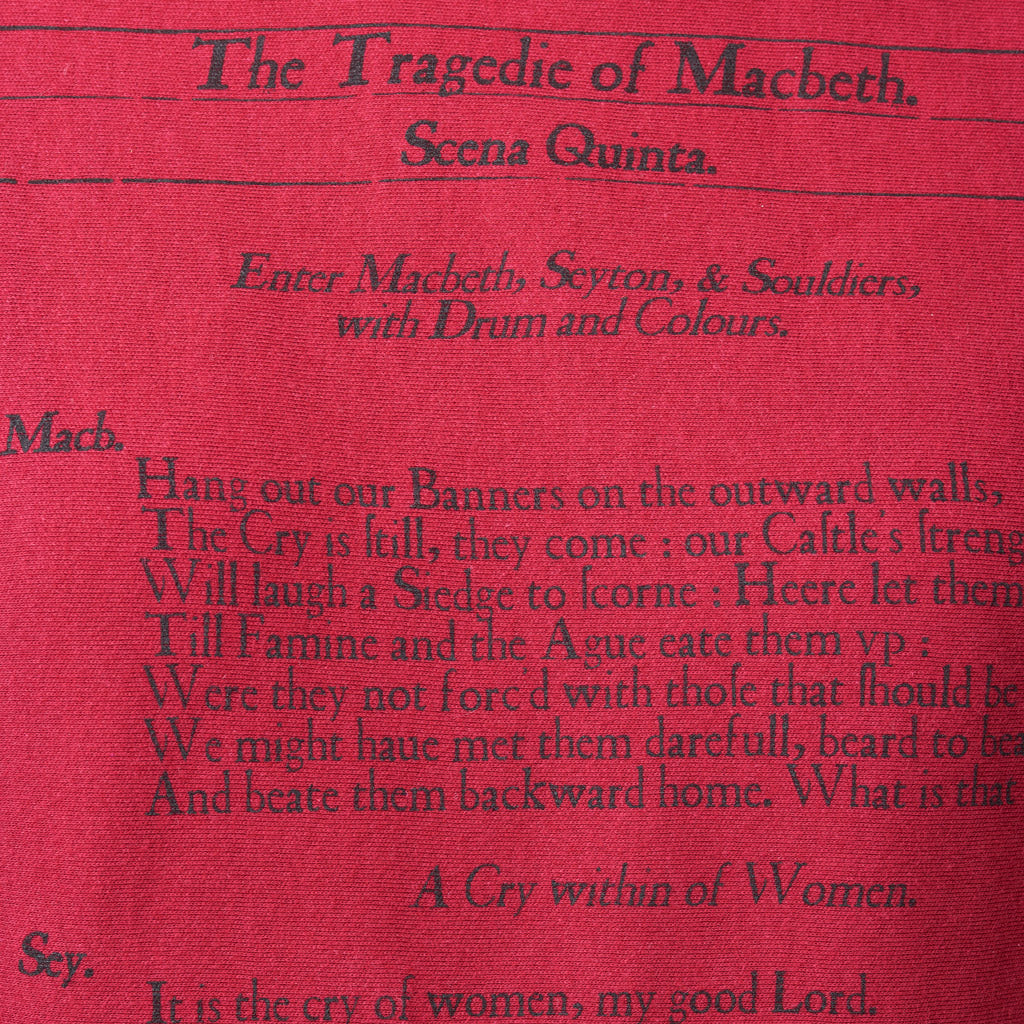 The Tragedie of Macbeth.
Scena Quinta.
Enter Macbeth, Seyton, & Souldiers,
with Drum and Colours.
Macb.
Hang out our Banners on the outward walls,
The Cry is ſtill, they come : our Caſtle's ſtreng
Will laugh a Siedge to ſcorne : Heere let them
Till Famine and the Ague eate them vp :
Were they not forc'd with thoſe that ſhould be
We might haue met them darefull, beard to bea
And beate them backward home. What is that
A Cry within of Women.
Sey.
It is the cry of women, my good Lord.